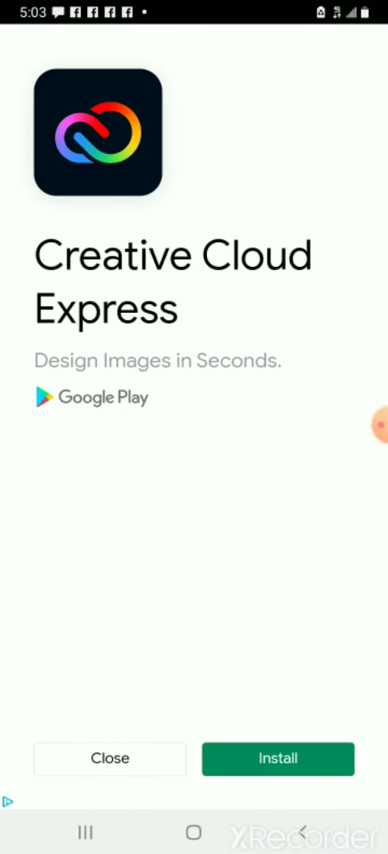 5:03
Creative Cloud
Express
Design Images in Seconds.
Google Play
Close
Install
XRecorder